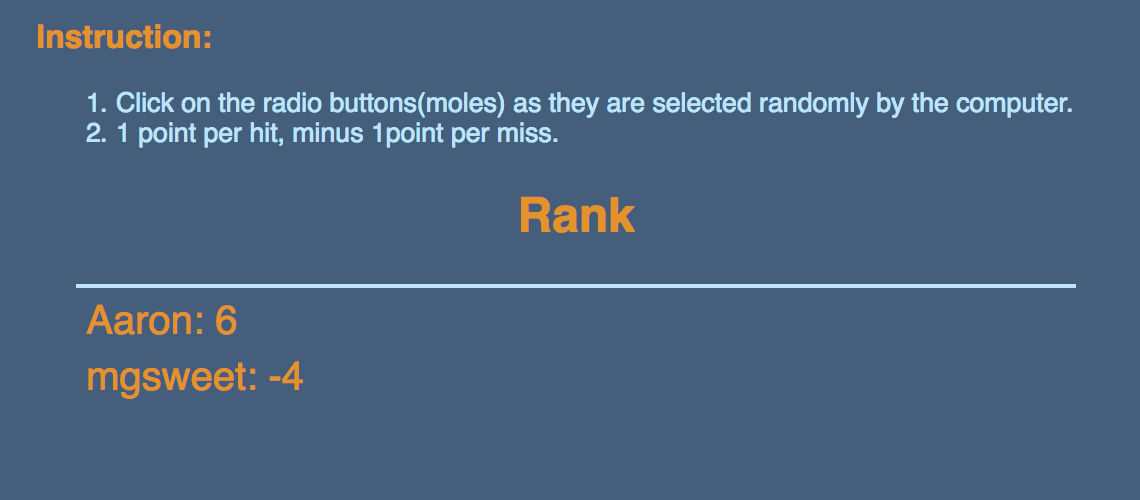 Instruction:
1. Click on the radio buttons(moles) as they are selected randomly by the computer.
2. 1 point per hit, minus 1point per miss.
Rank
Aaron: 6
mgsweet: -4